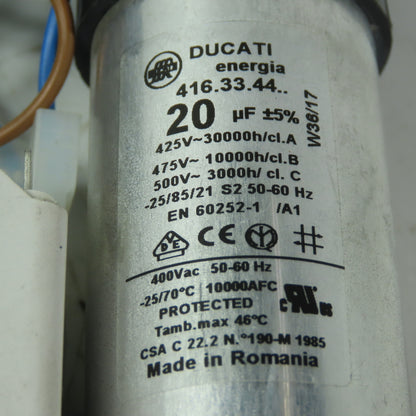 DUCATI
energia
416.33.44..
20 µF ±5%
W36/17
425V~30000h/cl.A
475V~ 10000h/cl.B
500V~ 3000h/ cl. C
-25/85/21 S2 50-60 Hz
EN 60252-1 /A1
VDE CE
400Vac 50-60 Hz
-25/70°C 10000AFC
PROTECTED
Tamb.max 46°C
c US
CSA C 22.2 N.°190-M 1985
Made in Romania